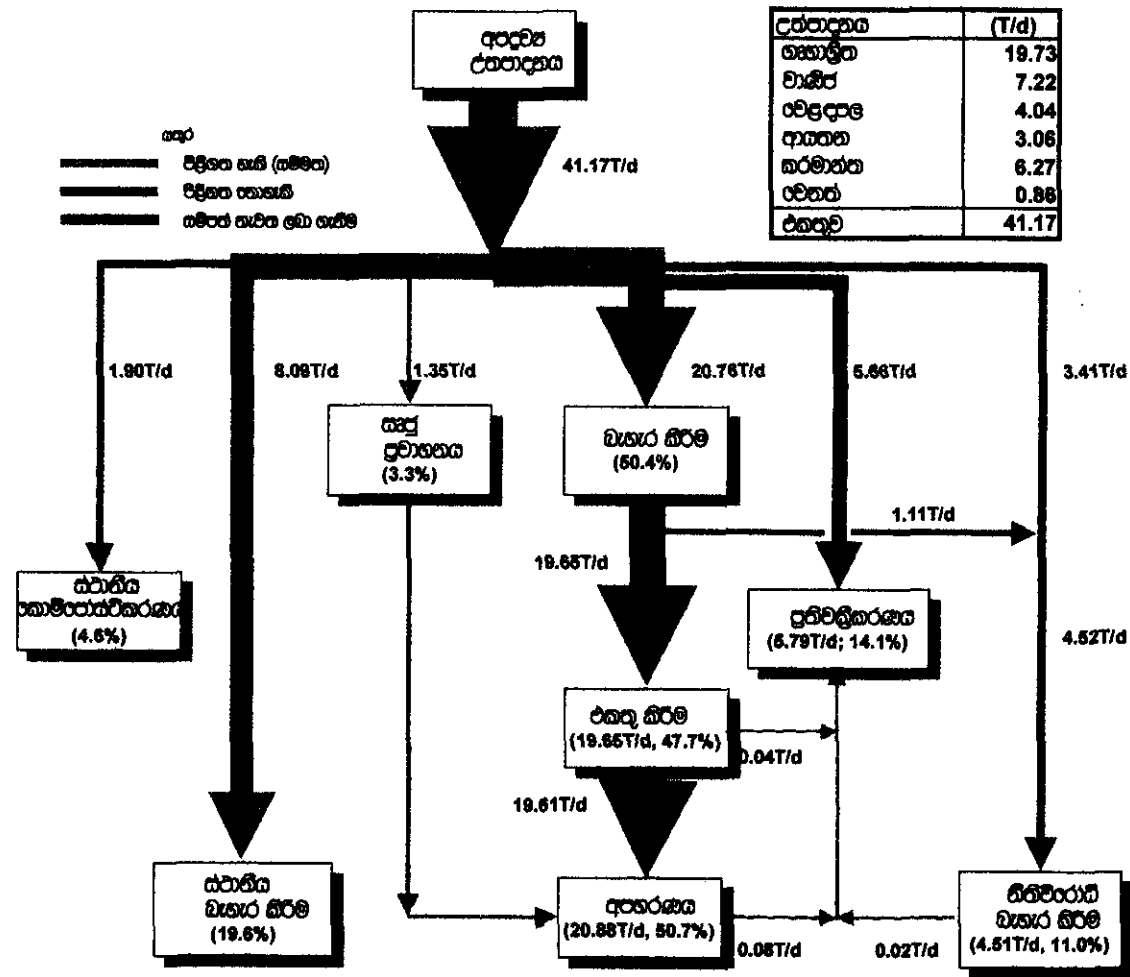 අපද්‍රව්‍ය
උත්පාදනය
උත්පාදනය (T/d)
ගෘහාශ්‍රිත 19.73
වාණිජ 7.22
වෙළඳපල 4.04
ආයතන 3.06
කර්මාන්ත 6.27
වෙනත් 0.86
එකතුව 41.17
යතුර
පිළිගත හැකි (සම්මත)
පිළිගත නොහැකි
සම්පත් නැවත ලබා ගැනීම
41.17T/d
1.90T/d
8.09T/d
1.35T/d
20.76T/d
5.66T/d
3.41T/d
සෘජු
ප්‍රවාහනය
(3.3%)
බැහැර කිරීම
(50.4%)
1.11T/d
19.65T/d
ස්ථානීය
කොම්පෝස්ටීකරණය
(4.6%)
ප්‍රතිචක්‍රීකරණය
(5.79T/d; 14.1%)
4.52T/d
එකතු කිරීම
(19.65T/d, 47.7%)
0.04T/d
19.61T/d
ස්ථානීය
බැහැර කිරීම
(19.6%)
අපහරණය
(20.88T/d, 50.7%)
0.08T/d
0.02T/d
නීතිවිරෝධී
බැහැර කිරීම
(4.51T/d, 11.0%)